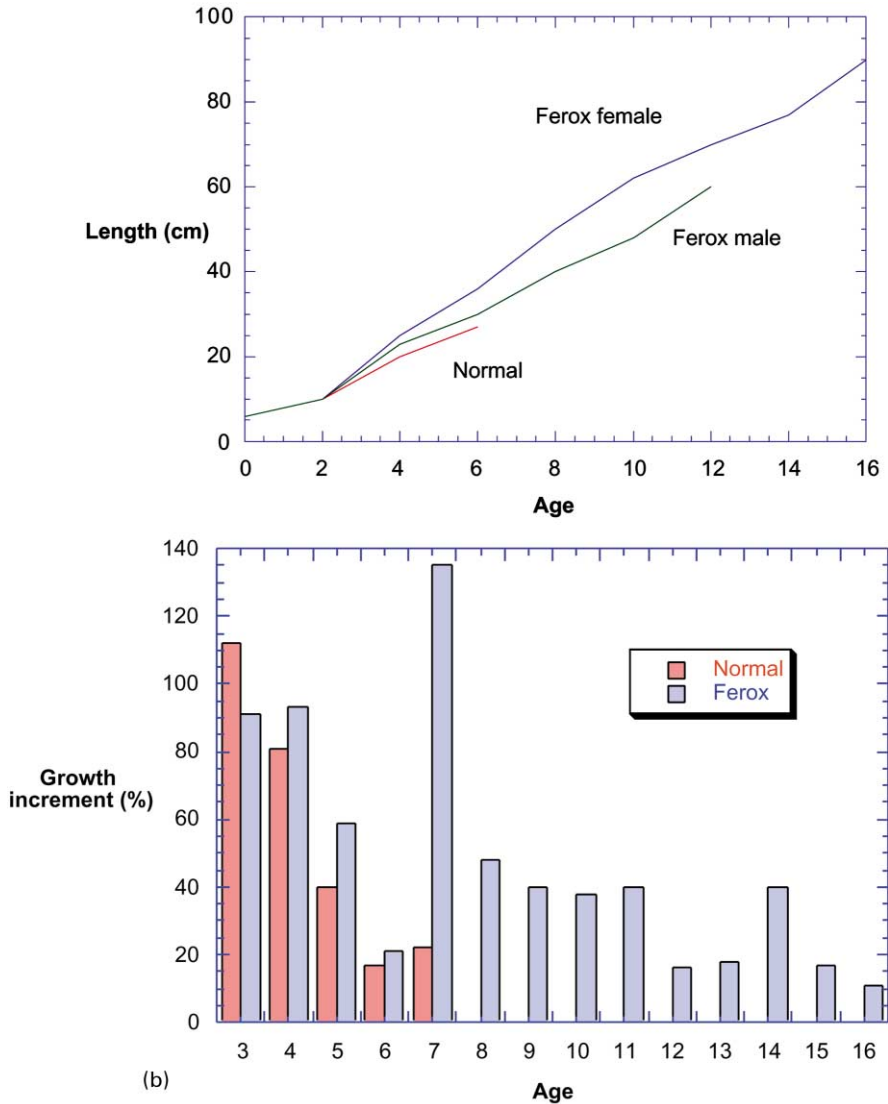 100
80
Ferox female
60
Length (cm)
Ferox male
40
20
Normal
0
0 2 4 6 8 10 12 14 16
Age
140
120
100
Normal
Ferox
80
Growth
increment (%)
60
40
20
0
3 4 5 6 7 8 9 10 11 12 13 14 15 16
(b)
Age